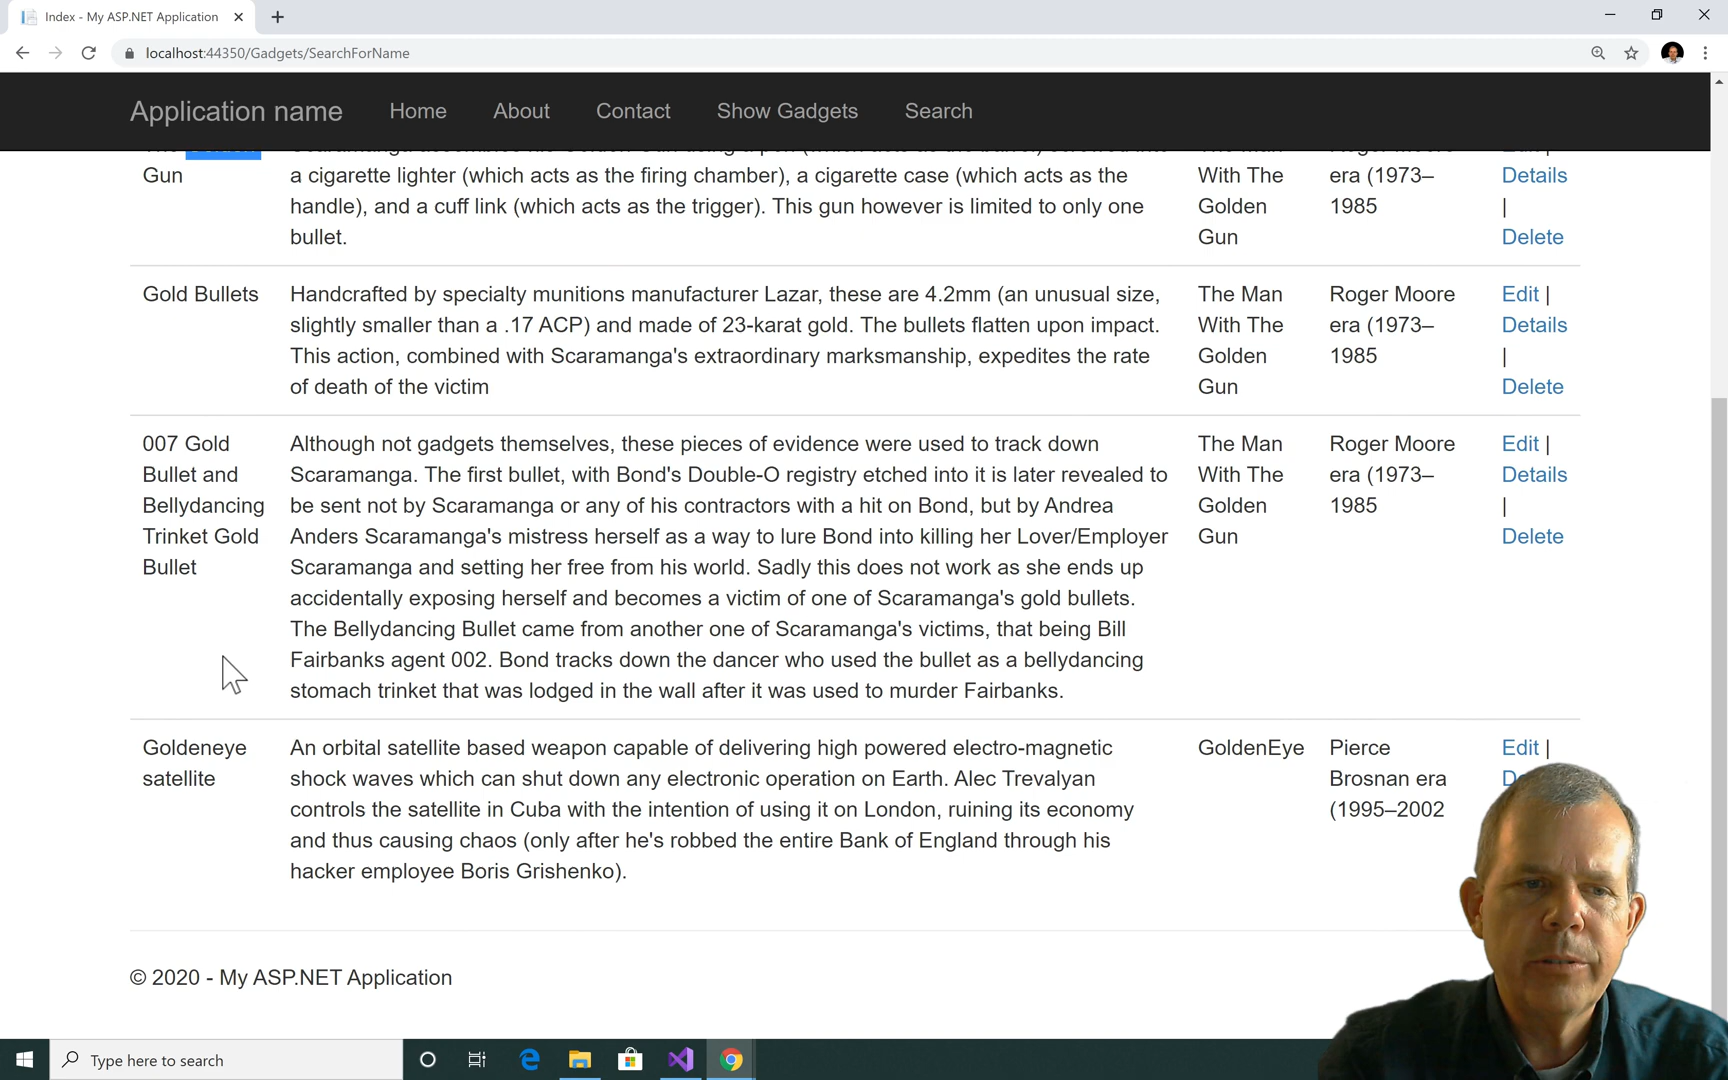 Index - My ASP.NET Application
localhost:44350/Gadgets/SearchForName
Application name Home About Contact Show Gadgets Search
Gun
a cigarette lighter (which acts as the firing chamber), a cigarette case (which acts as the
handle), and a cuff link (which acts as the trigger). This gun however is limited to only one
bullet.
With The
Golden
Gun
era (1973–
1985
Details
|
Delete
Gold Bullets
Handcrafted by specialty munitions manufacturer Lazar, these are 4.2mm (an unusual size,
slightly smaller than a .17 ACP) and made of 23-karat gold. The bullets flatten upon impact.
This action, combined with Scaramanga's extraordinary marksmanship, expedites the rate
of death of the victim
The Man
With The
Golden
Gun
Roger Moore
era (1973–
1985
Edit |
Details
|
Delete
007 Gold
Bullet and
Bellydancing
Trinket Gold
Bullet
Although not gadgets themselves, these pieces of evidence were used to track down
Scaramanga. The first bullet, with Bond's Double-O registry etched into it is later revealed to
be sent not by Scaramanga or any of his contractors with a hit on Bond, but by Andrea
Anders Scaramanga's mistress herself as a way to lure Bond into killing her Lover/Employer
Scaramanga and setting her free from his world. Sadly this does not work as she ends up
accidentally exposing herself and becomes a victim of one of Scaramanga's gold bullets.
The Bellydancing Bullet came from another one of Scaramanga's victims, that being Bill
Fairbanks agent 002. Bond tracks down the dancer who used the bullet as a bellydancing
stomach trinket that was lodged in the wall after it was used to murder Fairbanks.
The Man
With The
Golden
Gun
Roger Moore
era (1973–
1985
Edit |
Details
|
Delete
Goldeneye
satellite
An orbital satellite based weapon capable of delivering high powered electro-magnetic
shock waves which can shut down any electronic operation on Earth. Alec Trevalyan
controls the satellite in Cuba with the intention of using it on London, ruining its economy
and thus causing chaos (only after he's robbed the entire Bank of England through his
hacker employee Boris Grishenko).
GoldenEye
Pierce
Brosnan era
(1995–2002
Edit |
© 2020 - My ASP.NET Application
Type here to search